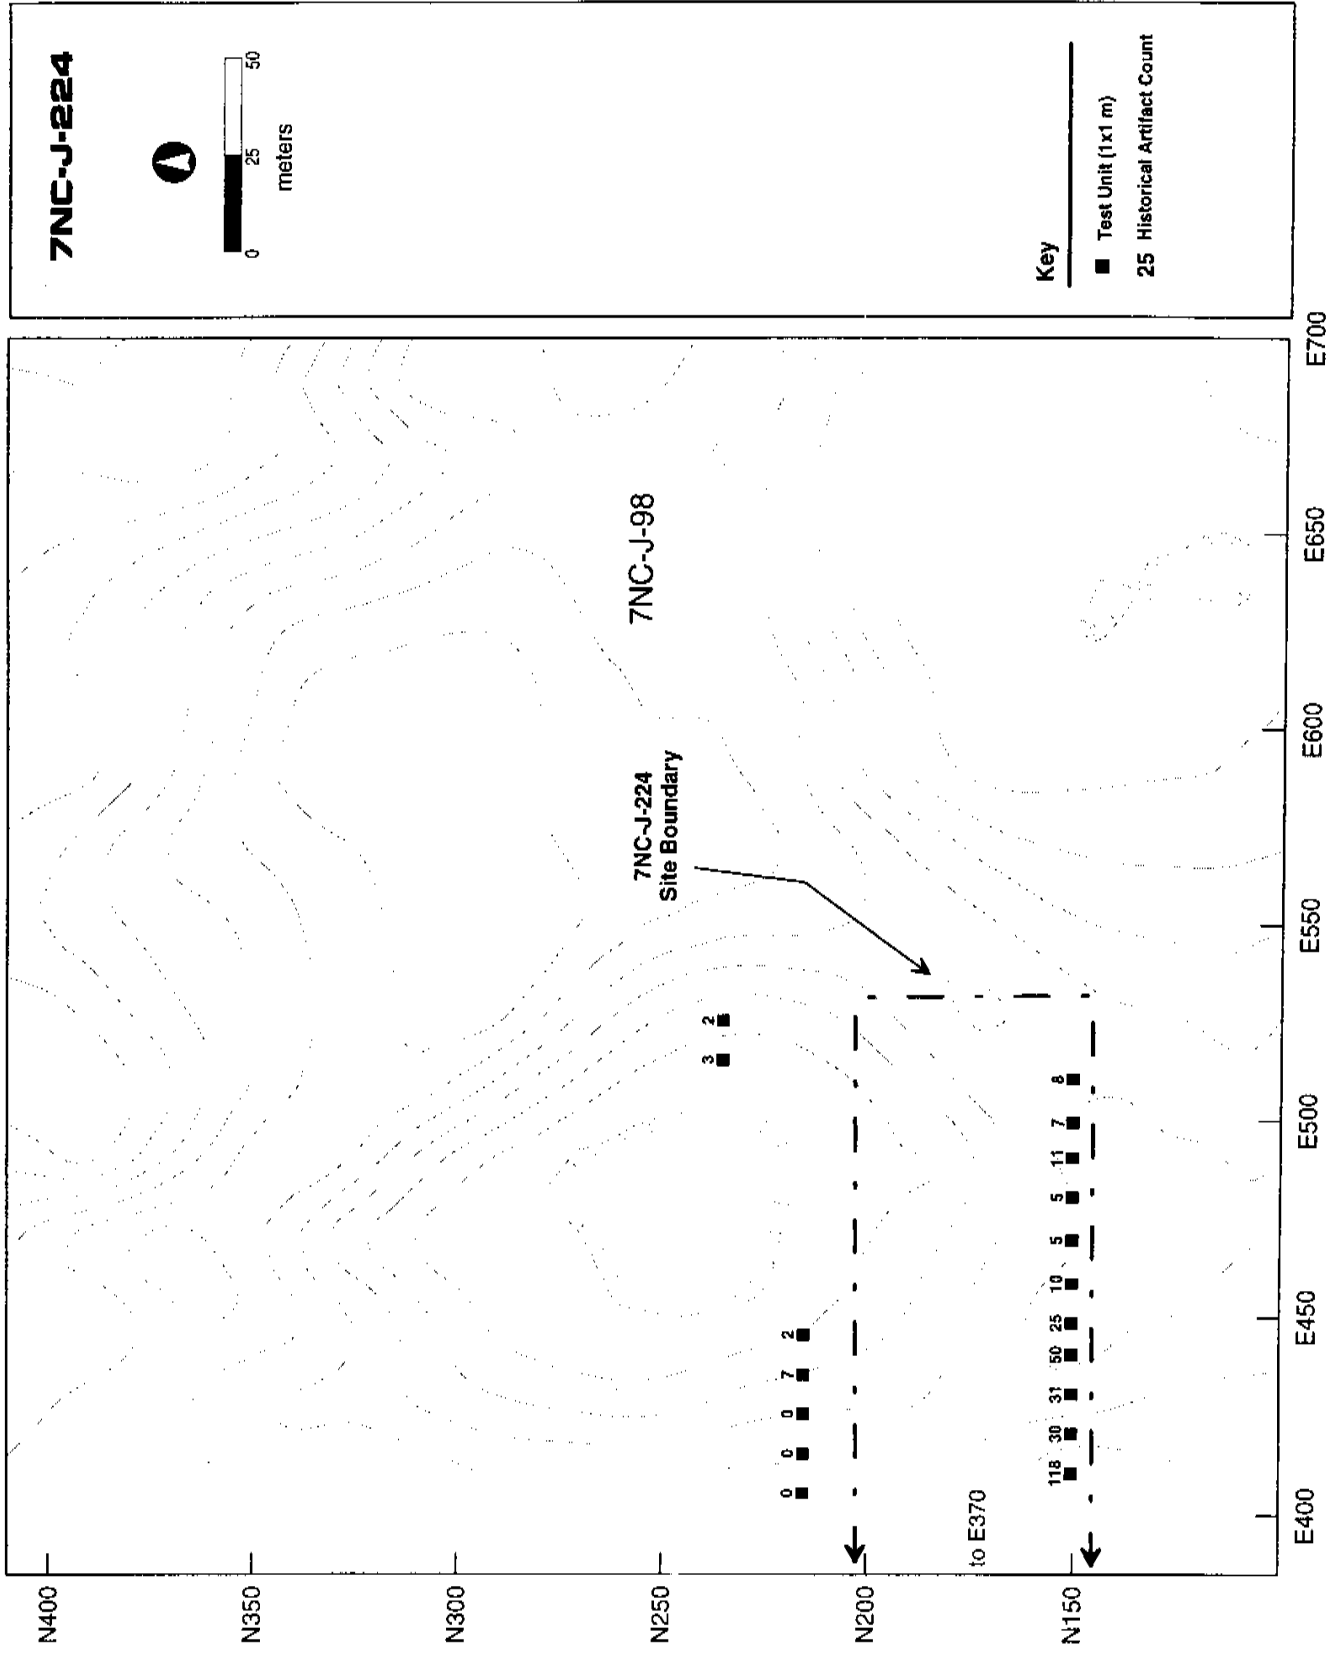 7NC-J-224
0
25
50
meters
Key
Test Unit (1x1 m)
25 Historical Artifact Count
7NC-J-98
7NC-J-224
Site Boundary
3
2
0
0
0
7
2
118
30
31
50
25
10
5
5
11
7
8
to E370
N400
N350
N300
N250
N200
N150
E400
E450
E500
E550
E600
E650
E700